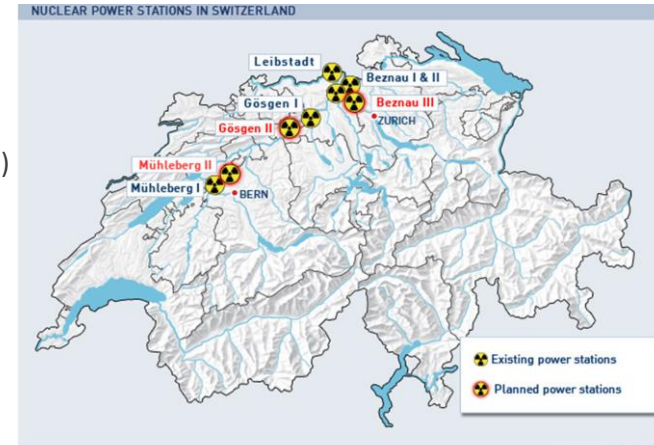 NUCLEAR POWER STATIONS IN SWITZERLAND
Leibstadt
Beznau I & II
Gösgen I
Beznau III
Gösgen II
ZURICH
)
Mühleberg II
Mühleberg I
BERN
Existing power stations
Planned power stations